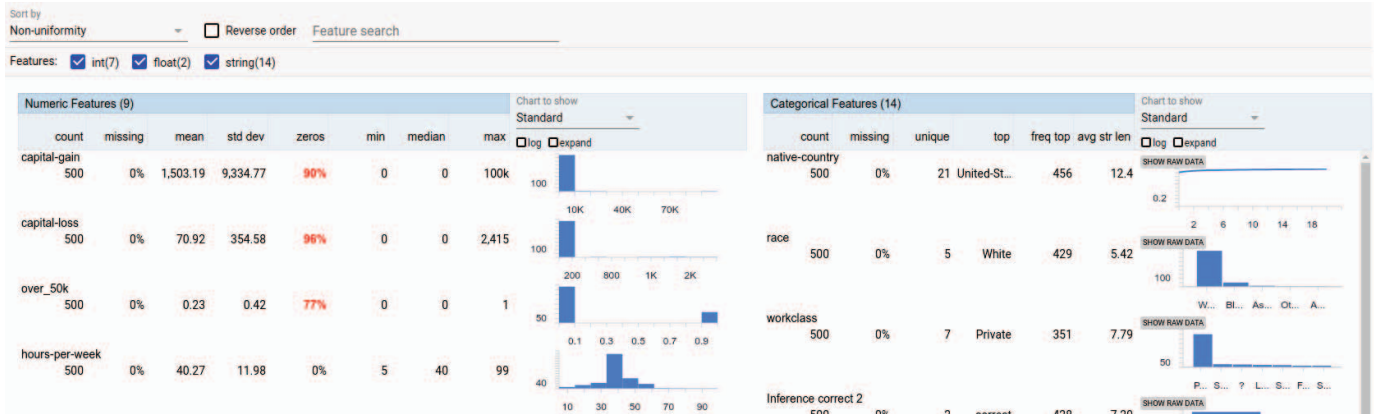 Sort by
Non-uniformity
Reverse order
Feature search
Features: int(7) float(2) string(14)
Numeric Features (9)
Chart to show
Standard
count missing mean std dev zeros min median max
log expand
capital-gain
500 0% 1,503.19 9,334.77 90% 0 0 100k
100
10K 40K 70K
capital-loss
500 0% 70.92 354.58 96% 0 0 2,415
100
200 800 1K 2K
over_50k
500 0% 0.23 0.42 77% 0 0 1
50
0.1 0.3 0.5 0.7 0.9
hours-per-week
500 0% 40.27 11.98 0% 5 40 99
40
10 30 50 70 90
Categorical Features (14)
Chart to show
Standard
count missing unique top freq top avg str len
log expand
native-country
500 0% 21 United-St... 456 12.4
SHOW RAW DATA
0.2
2 6 10 14 18
race
500 0% 5 White 429 5.42
SHOW RAW DATA
100
W... Bl... As... Ot... A...
workclass
500 0% 7 Private 351 7.79
SHOW RAW DATA
50
P... S... ? L... S... F... S...
Inference correct 2
SHOW RAW DATA